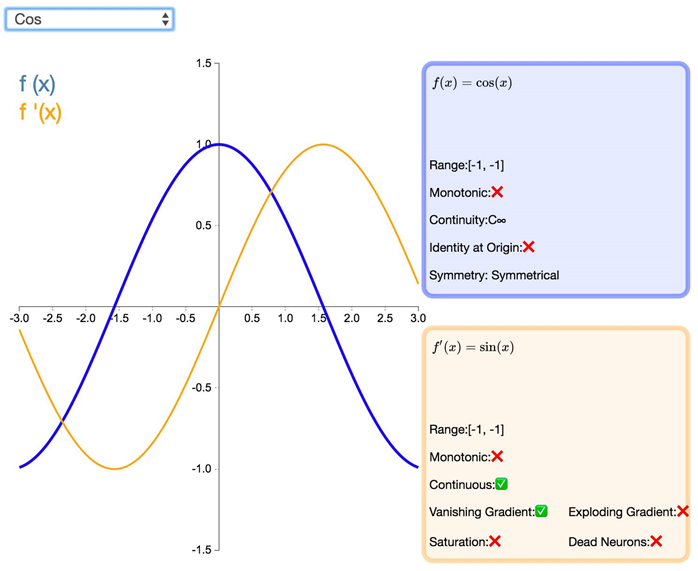 Cos
f (x)
f '(x)
1.5
1.0
0.5
-3.0 -2.5 -2.0 -1.5 -1.0 -0.5 0.5 1.0 1.5 2.0 2.5 3.0
-0.5
-1.0
-1.5
f(x) = cos(x)
Range:[-1, -1]
Monotonic:❌
Continuity:C∞
Identity at Origin:❌
Symmetry: Symmetrical
f′(x) = sin(x)
Range:[-1, -1]
Monotonic:❌
Continuous:✅
Vanishing Gradient:✅ Exploding Gradient:❌
Saturation:❌ Dead Neurons:❌